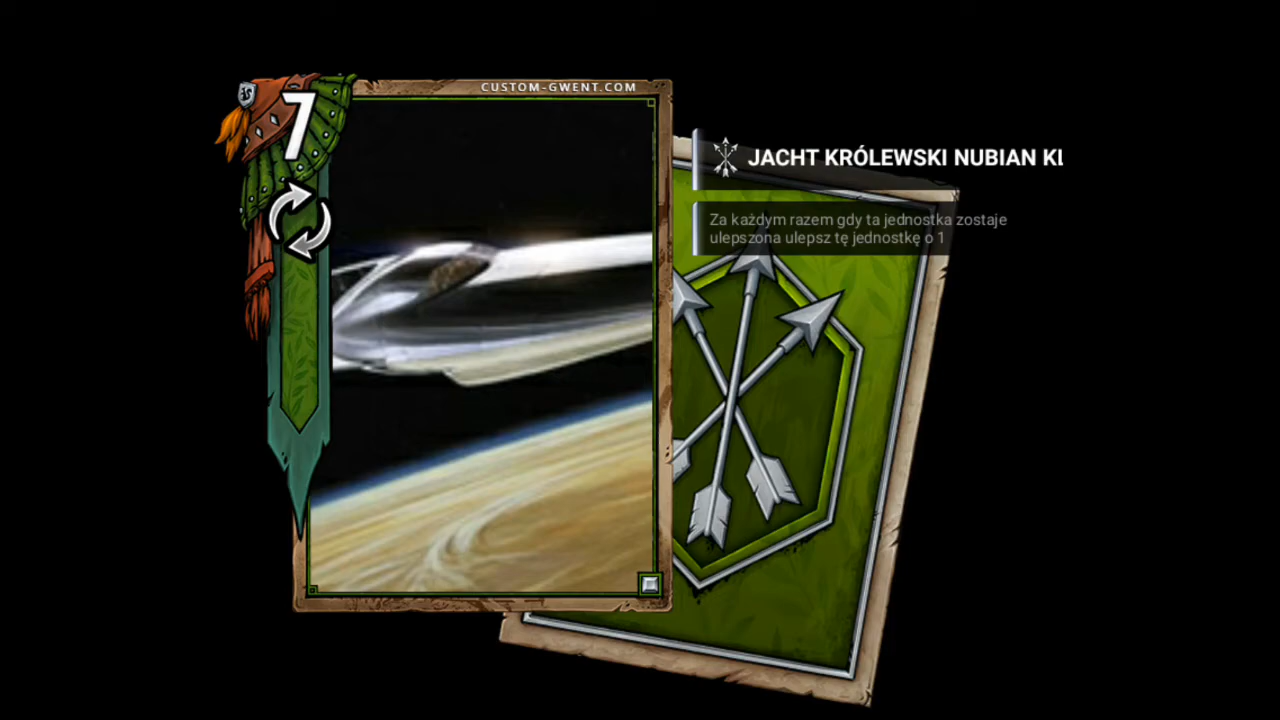 CUSTOM-GWENT.COM
7
JACHT KRÓLEWSKI NUBIAN KL
Za każdym razem gdy ta jednostka zostaje
ulepszona ulepsz tę jednostkę o 1